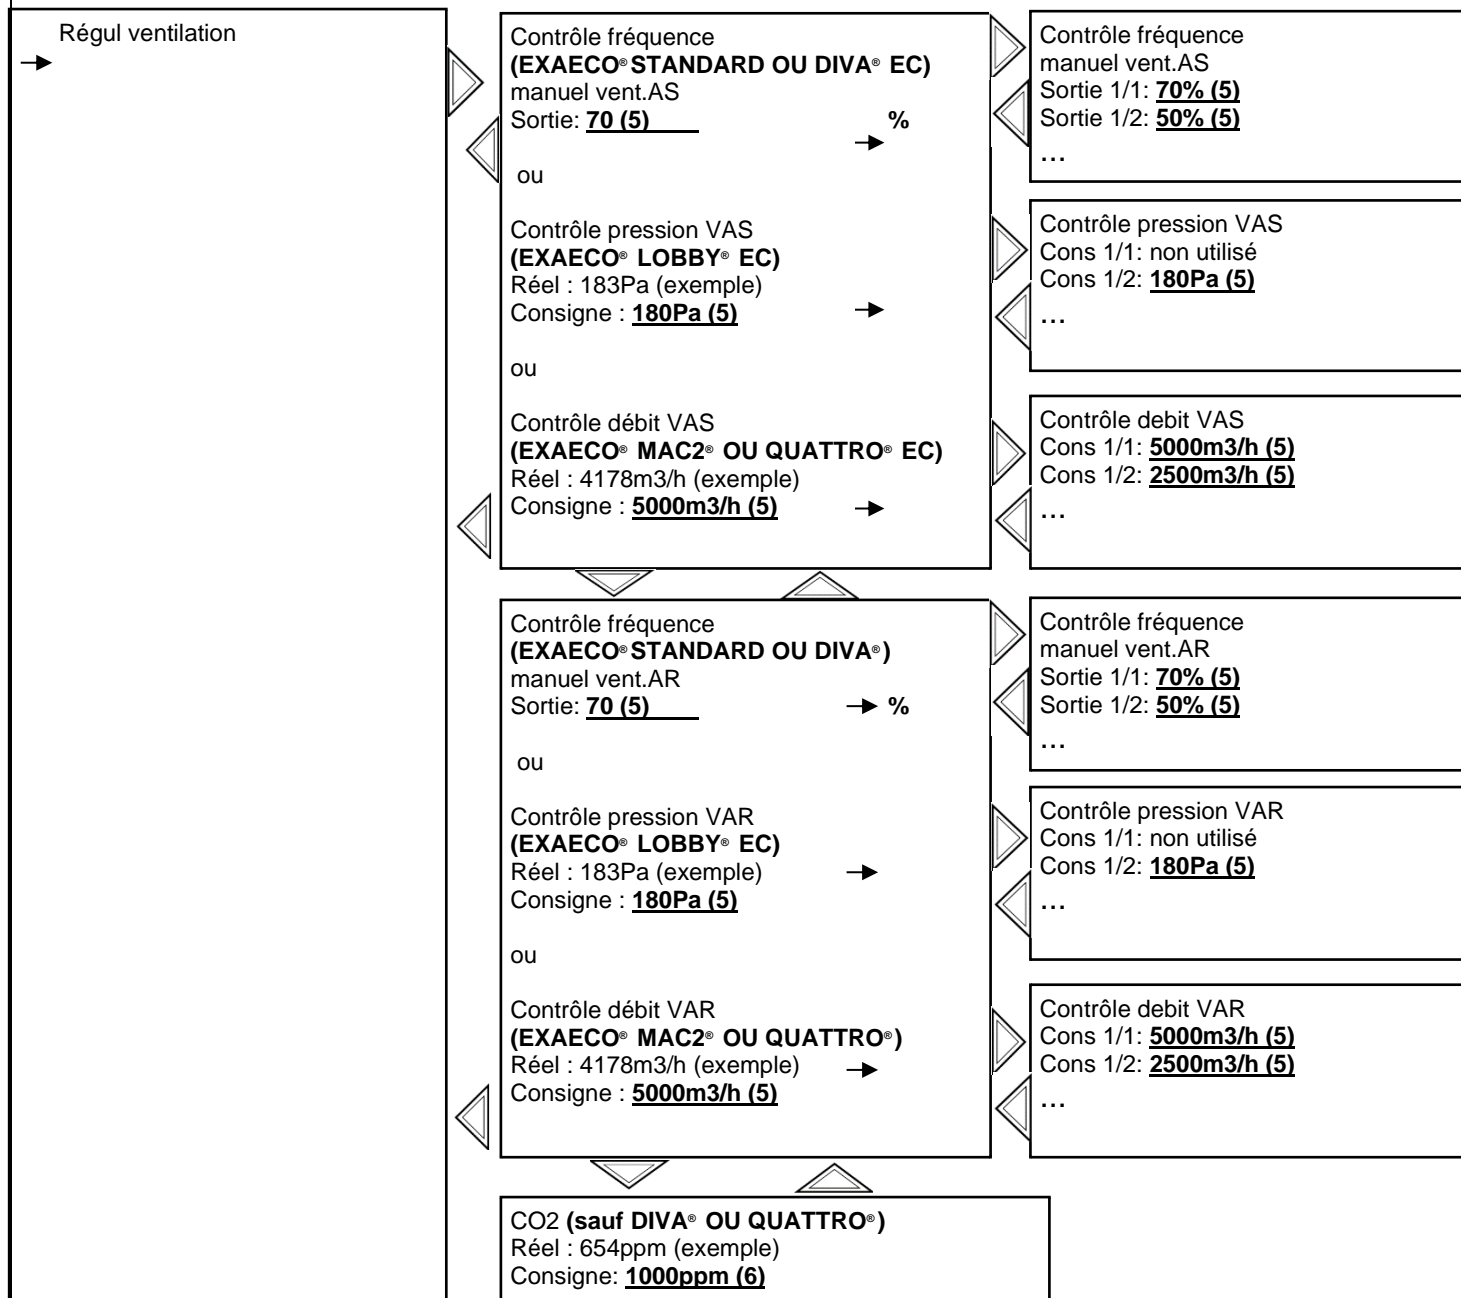 Régul ventilation
Contrôle fréquence
(EXAECO® STANDARD OU DIVA® EC)
manuel vent.AS
Sortie: 70 (5) %
ou
Contrôle pression VAS
(EXAECO® LOBBY® EC)
Réel : 183Pa (exemple)
Consigne : 180Pa (5)
ou
Contrôle débit VAS
(EXAECO® MAC2® OU QUATTRO® EC)
Réel : 4178m3/h (exemple)
Consigne : 5000m3/h (5)
Contrôle fréquence
manuel vent.AS
Sortie 1/1: 70% (5)
Sortie 1/2: 50% (5)
...
Contrôle pression VAS
Cons 1/1: non utilisé
Cons 1/2: 180Pa (5)
...
Contrôle debit VAS
Cons 1/1: 5000m3/h (5)
Cons 1/2: 2500m3/h (5)
...
Contrôle fréquence
(EXAECO® STANDARD OU DIVA®)
manuel vent.AR
Sortie: 70 (5) %
ou
Contrôle pression VAR
(EXAECO® LOBBY® EC)
Réel : 183Pa (exemple)
Consigne : 180Pa (5)
ou
Contrôle débit VAR
(EXAECO® MAC2® OU QUATTRO®)
Réel : 4178m3/h (exemple)
Consigne : 5000m3/h (5)
Contrôle fréquence
manuel vent.AR
Sortie 1/1: 70% (5)
Sortie 1/2: 50% (5)
...
Contrôle pression VAR
Cons 1/1: non utilisé
Cons 1/2: 180Pa (5)
...
Contrôle debit VAR
Cons 1/1: 5000m3/h (5)
Cons 1/2: 2500m3/h (5)
...
CO2 (sauf DIVA® OU QUATTRO®)
Réel : 654ppm (exemple)
Consigne: 1000ppm (6)